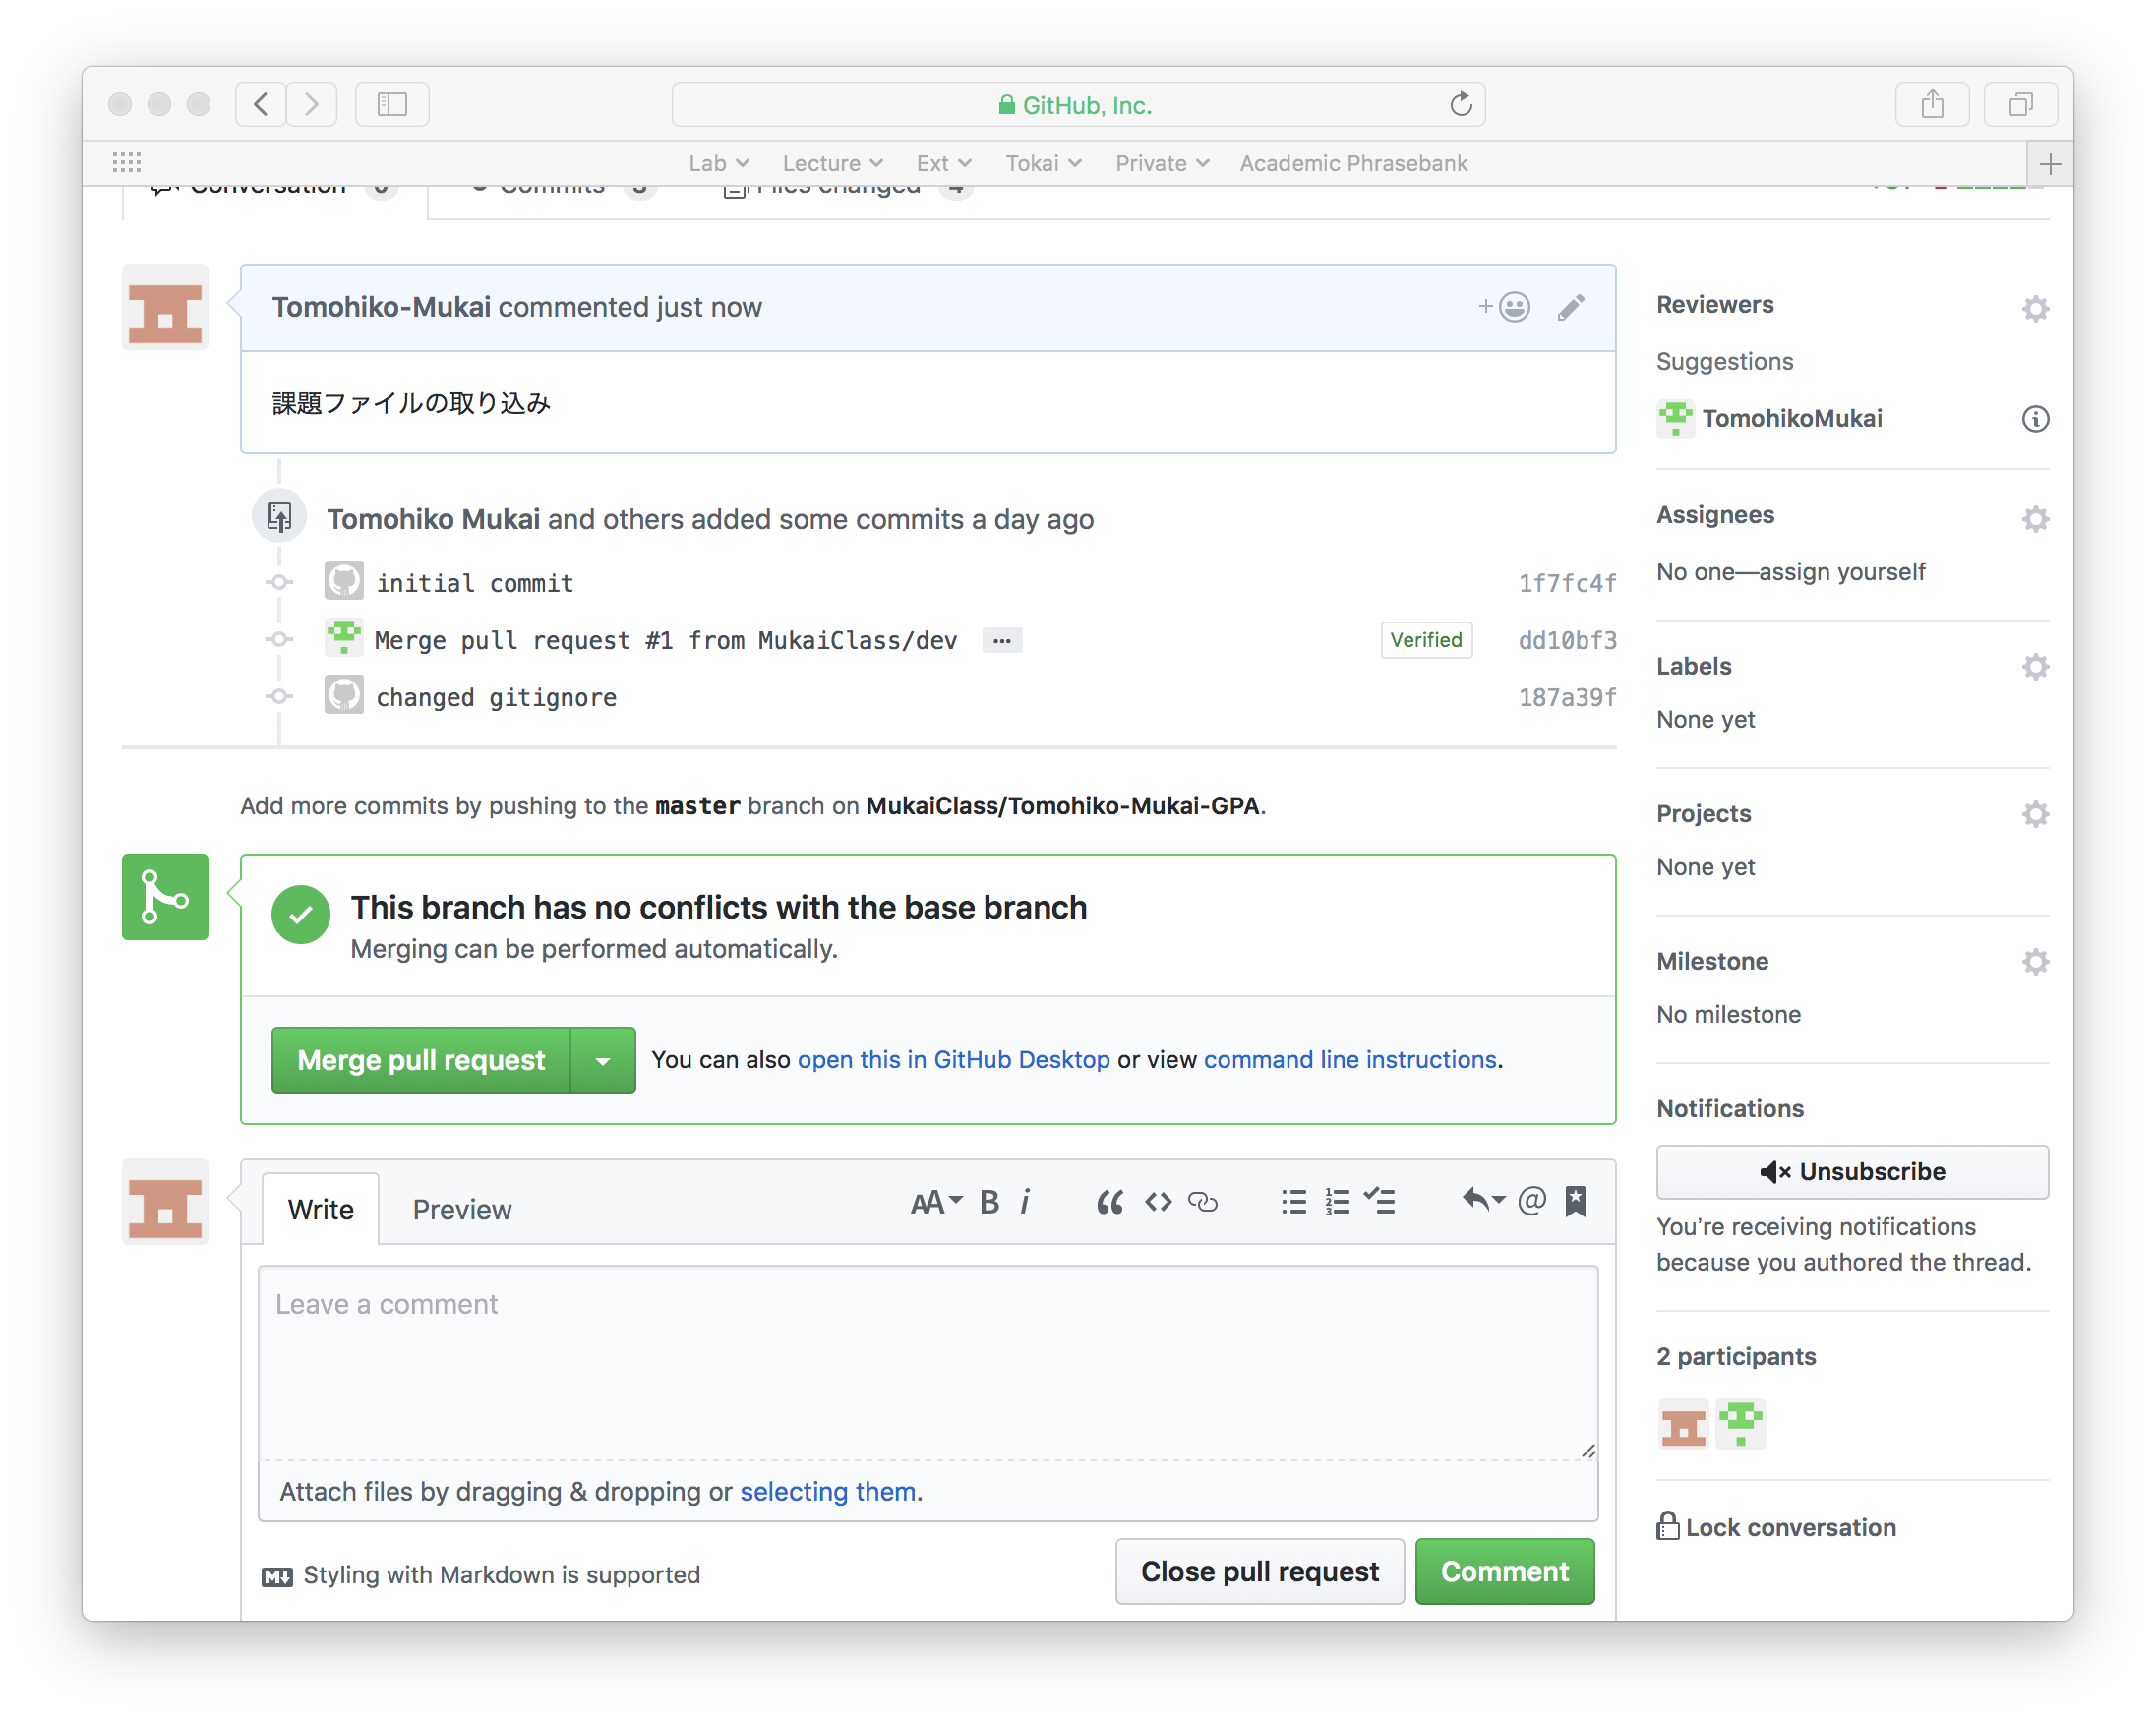 GitHub, Inc.
Lab Lecture Ext Tokai Private Academic Phrasebank
Conversation 0 Commits 3 Files changed 4
Tomohiko-Mukai commented just now
課題ファイルの取り込み
Tomohiko Mukai and others added some commits a day ago
initial commit 1f7fc4f
Merge pull request #1 from MukaiClass/dev ... Verified dd10bf3
changed gitignore 187a39f
Add more commits by pushing to the master branch on MukaiClass/Tomohiko-Mukai-GPA.
This branch has no conflicts with the base branch
Merging can be performed automatically.
Merge pull request
You can also open this in GitHub Desktop or view command line instructions.
Write Preview
Leave a comment
Attach files by dragging & dropping or selecting them.
Styling with Markdown is supported
Close pull request Comment
Reviewers
Suggestions
TomohikoMukai
Assignees
No one—assign yourself
Labels
None yet
Projects
None yet
Milestone
No milestone
Notifications
Unsubscribe
You’re receiving notifications
because you authored the thread.
2 participants
Lock conversation